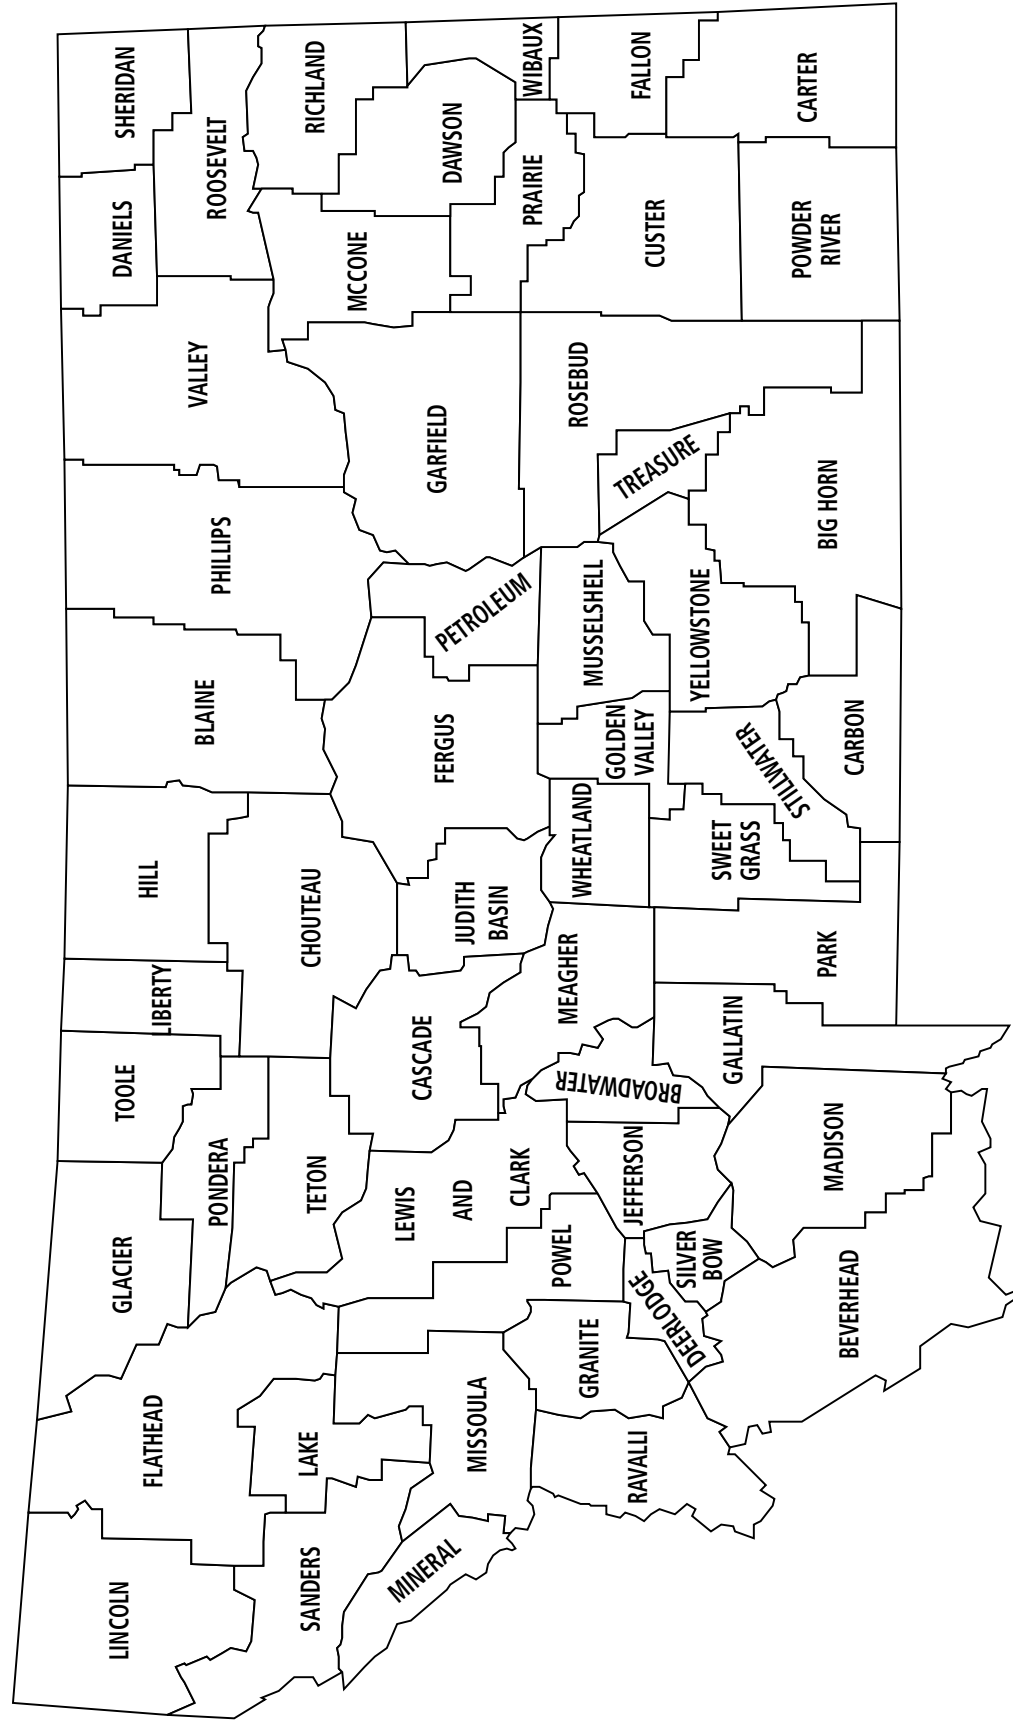 LINCOLN
FLATHEAD
GLACIER
TOOLE
LIBERTY
HILL
BLAINE
PHILLIPS
VALLEY
DANIELS
SHERIDAN
ROOSEVELT
PONDERA
SANDERS
LAKE
TETON
CHOUTEAU
MCCONE
RICHLAND
MINERAL
MISSOULA
LEWIS
AND
CLARK
CASCADE
JUDITH
BASIN
FERGUS
PETROLEUM
GARFIELD
DAWSON
PRAIRIE
WIBAUX
POWEL
GRANITE
RAVALLI
DEERLODGE
SILVER
BOW
JEFFERSON
BROADWATER
MEAGHER
WHEATLAND
GOLDEN
VALLEY
MUSSELSHELL
TREASURE
ROSEBUD
CUSTER
FALLON
BEVERHEAD
MADISON
GALLATIN
PARK
SWEET
GRASS
STILLWATER
YELLOWSTONE
CARBON
BIG HORN
POWDER
RIVER
CARTER